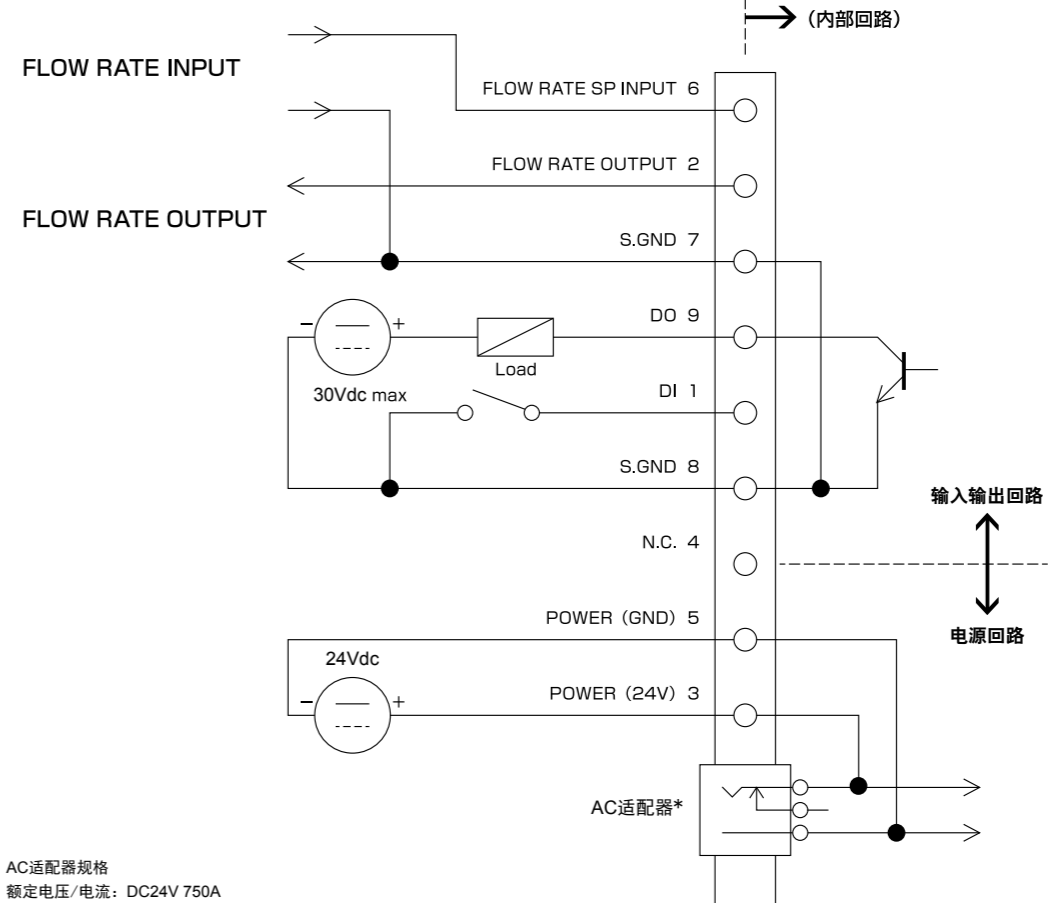 (内部回路)
FLOW RATE INPUT
FLOW RATE SP INPUT 6
FLOW RATE OUTPUT 2
FLOW RATE OUTPUT
S.GND 7
DO 9
− +
Load
30Vdc max
DI 1
S.GND 8
输入输出回路
N.C. 4
电源回路
POWER (GND) 5
24Vdc
POWER (24V) 3
− +
AC适配器*
AC适配器规格
额定电压/电流：DC24V 750A